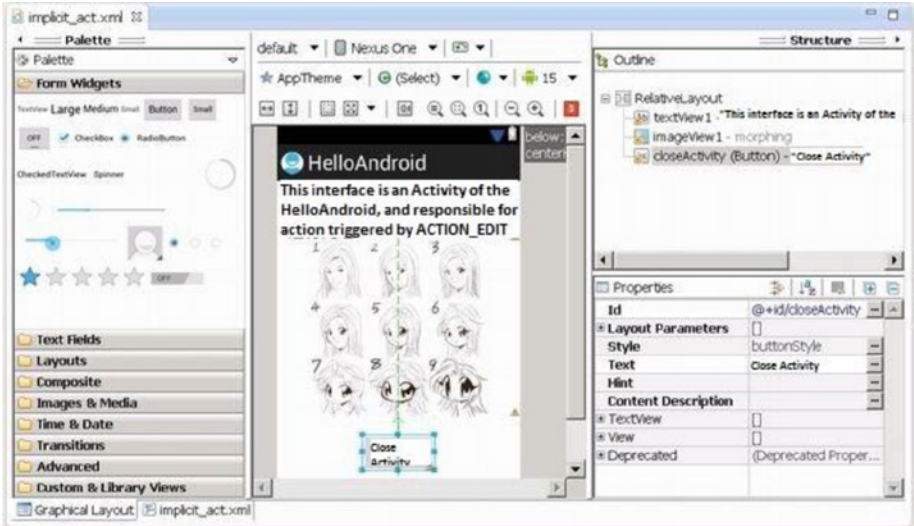 implicit_act.xml
Palette
Palette
Form Widgets
TextView Large Medium Small Button Small
OFF CheckBox RadioButton
CheckedTextView Spinner
OFF
Text Fields
Layouts
Composite
Images & Media
Time & Date
Transitions
Advanced
Custom & Library Views
Graphical Layout implicit_act.xml
default Nexus One
AppTheme (Select) 15
3
HelloAndroid
This interface is an Activity of the
HelloAndroid, and responsible for
action triggered by ACTION_EDIT
1 2 3
4 5 6
7 8 9
Close
Activity
below:
centerH
Structure
Outline
RelativeLayout
textView1 - "This interface is an Activity of the
imageView1 - morphing
closeActivity (Button) - "Close Activity"
Properties
Id @+id/closeActivity
Layout Parameters []
Style buttonStyle
Text Close Activity
Hint
Content Description
TextView []
View []
Deprecated (Deprecated Proper...